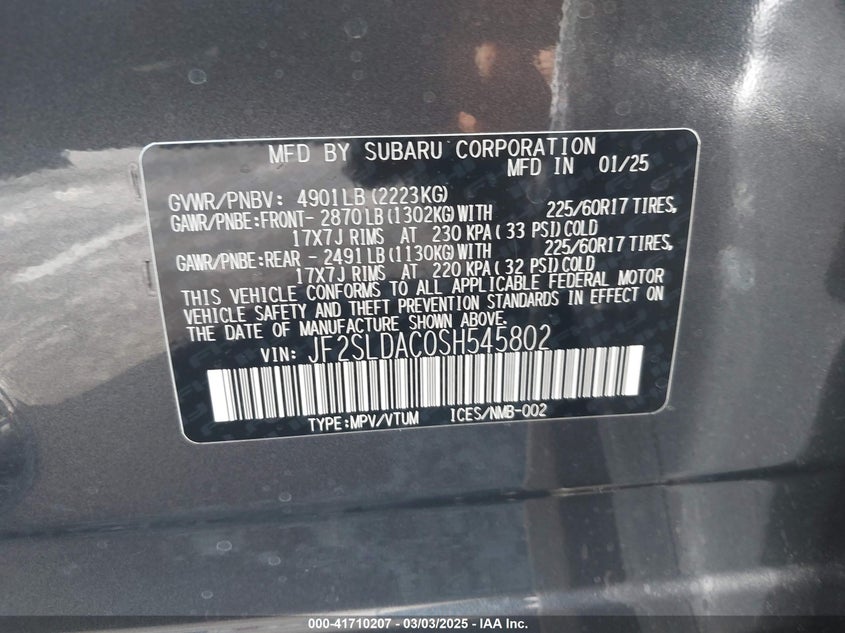 MFD BY SUBARU CORPORATION
MFD IN 01/25
GVWR/PNBV: 4901LB(2223KG)
GAWR/PNBE:FRONT- 2870LB(1302KG)WITH 225/60R17 TIRES,
17X7J RIMS AT 230 KPA( 33 PSI)COLD
GAWR/PNBE:REAR - 2491LB(1130KG)WITH 225/60R17 TIRES,
17X7J RIMS AT 220 KPA( 32 PSI)COLD
THIS VEHICLE CONFORMS TO ALL APPLICABLE FEDERAL MOTOR
VEHICLE SAFETY AND THEFT PREVENTION STANDARDS IN EFFECT ON
THE DATE OF MANUFACTURE SHOWN ABOVE.
VIN: JF2SLDAC0SH545802
TYPE:MPV/VTUM ICES/NMB-002
000-41710207 - 03/03/2025 - IAA Inc.